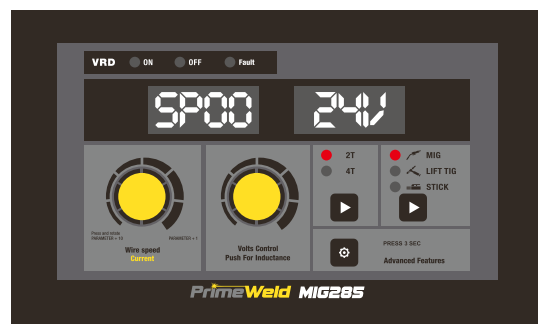 VRD ON OFF Fault
SP00 24V
2T
4T
MIG
LIFT TIG
STICK
Press and rotate
PARAMETER + 10
PARAMETER + 1
Wire speed
Current
Volts Control
Push For Inductance
PRESS 3 SEC
Advanced Features
PrimeWeld MIG285